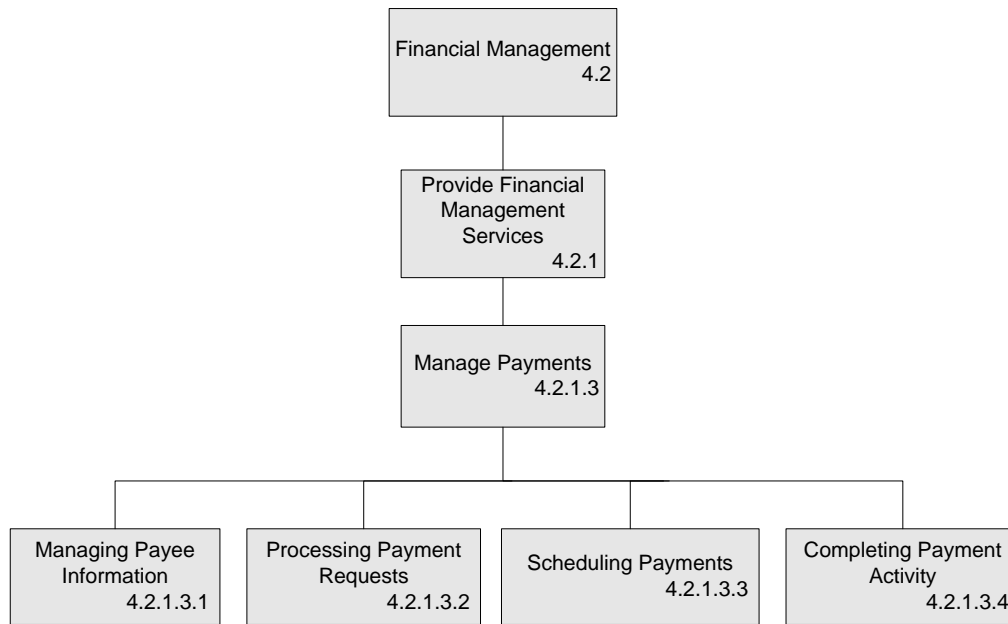 Financial Management
4.2
Provide Financial
Management
Services
4.2.1
Manage Payments
4.2.1.3
Managing Payee
Information
4.2.1.3.1
Processing Payment
Requests
4.2.1.3.2
Scheduling Payments
4.2.1.3.3
Completing Payment
Activity
4.2.1.3.4